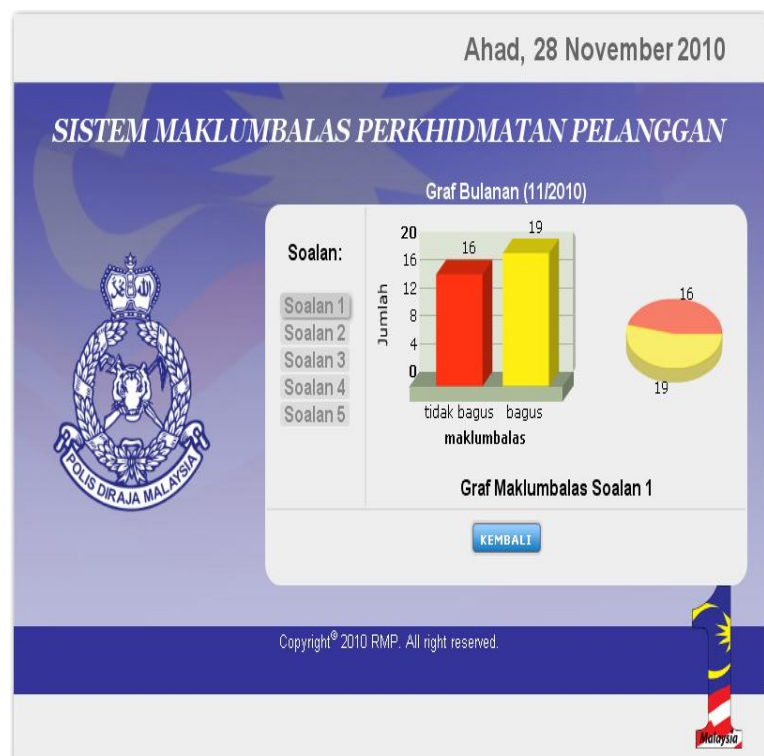 Ahad, 28 November 2010
SISTEM MAKLUMBALAS PERKHIDMATAN PELANGGAN
Graf Bulanan (11/2010)
Soalan:
Soalan 1
Soalan 2
Soalan 3
Soalan 4
Soalan 5
Jumlah
20
16
12
8
4
0
16
19
tidak bagus
bagus
maklumbalas
16
19
Graf Maklumbalas Soalan 1
KEMBALI
POLIS DIRAJA MALAYSIA
Copyright© 2010 RMP. All right reserved.
1
Malaysia